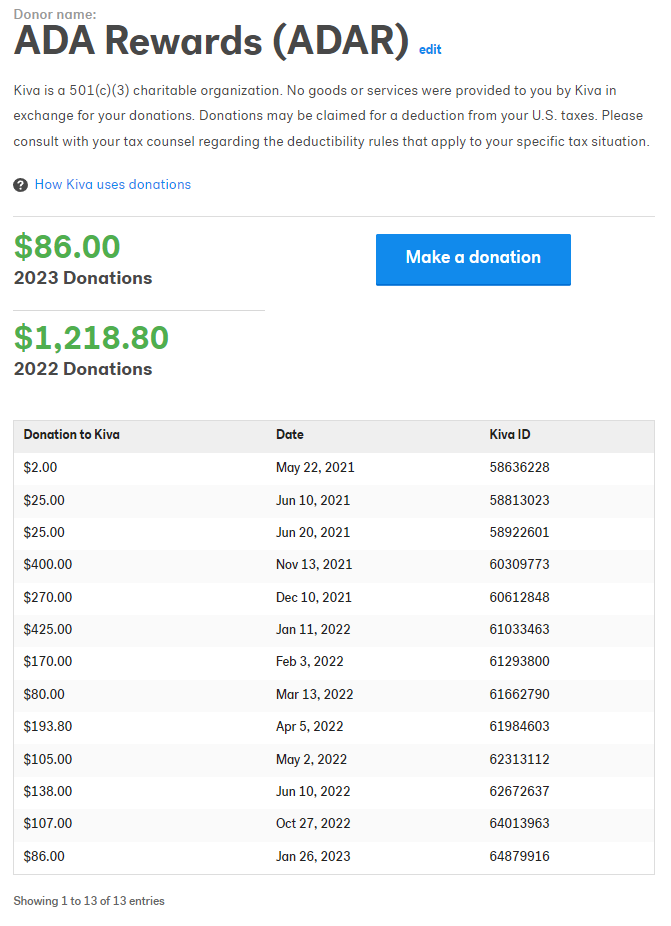 Donor name:
ADA Rewards (ADAR) edit
Kiva is a 501(c)(3) charitable organization. No goods or services were provided to you by Kiva in
exchange for your donations. Donations may be claimed for a deduction from your U.S. taxes. Please
consult with your tax counsel regarding the deductibility rules that apply to your specific tax situation.
? How Kiva uses donations
$86.00
2023 Donations
Make a donation
$1,218.80
2022 Donations
Donation to Kiva Date Kiva ID
$2.00 May 22, 2021 58636228
$25.00 Jun 10, 2021 58813023
$25.00 Jun 20, 2021 58922601
$400.00 Nov 13, 2021 60309773
$270.00 Dec 10, 2021 60612848
$425.00 Jan 11, 2022 61033463
$170.00 Feb 3, 2022 61293800
$80.00 Mar 13, 2022 61662790
$193.80 Apr 5, 2022 61984603
$105.00 May 2, 2022 62313112
$138.00 Jun 10, 2022 62672637
$107.00 Oct 27, 2022 64013963
$86.00 Jan 26, 2023 64879916
Showing 1 to 13 of 13 entries